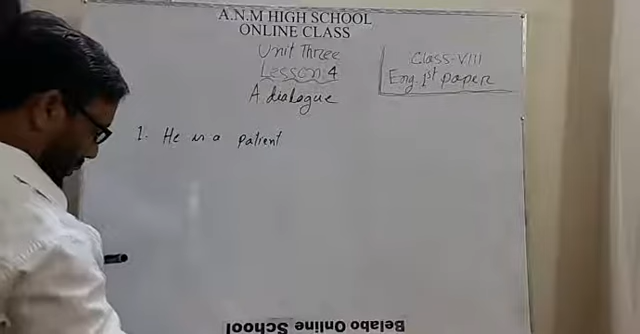 A.N.M HIGH SCHOOL
ONLINE CLASS
Unit Three
Lesson: 4
A dialogue
Class-VIII
Eng. 1st paper
1. He is a patient
Belabo Online School